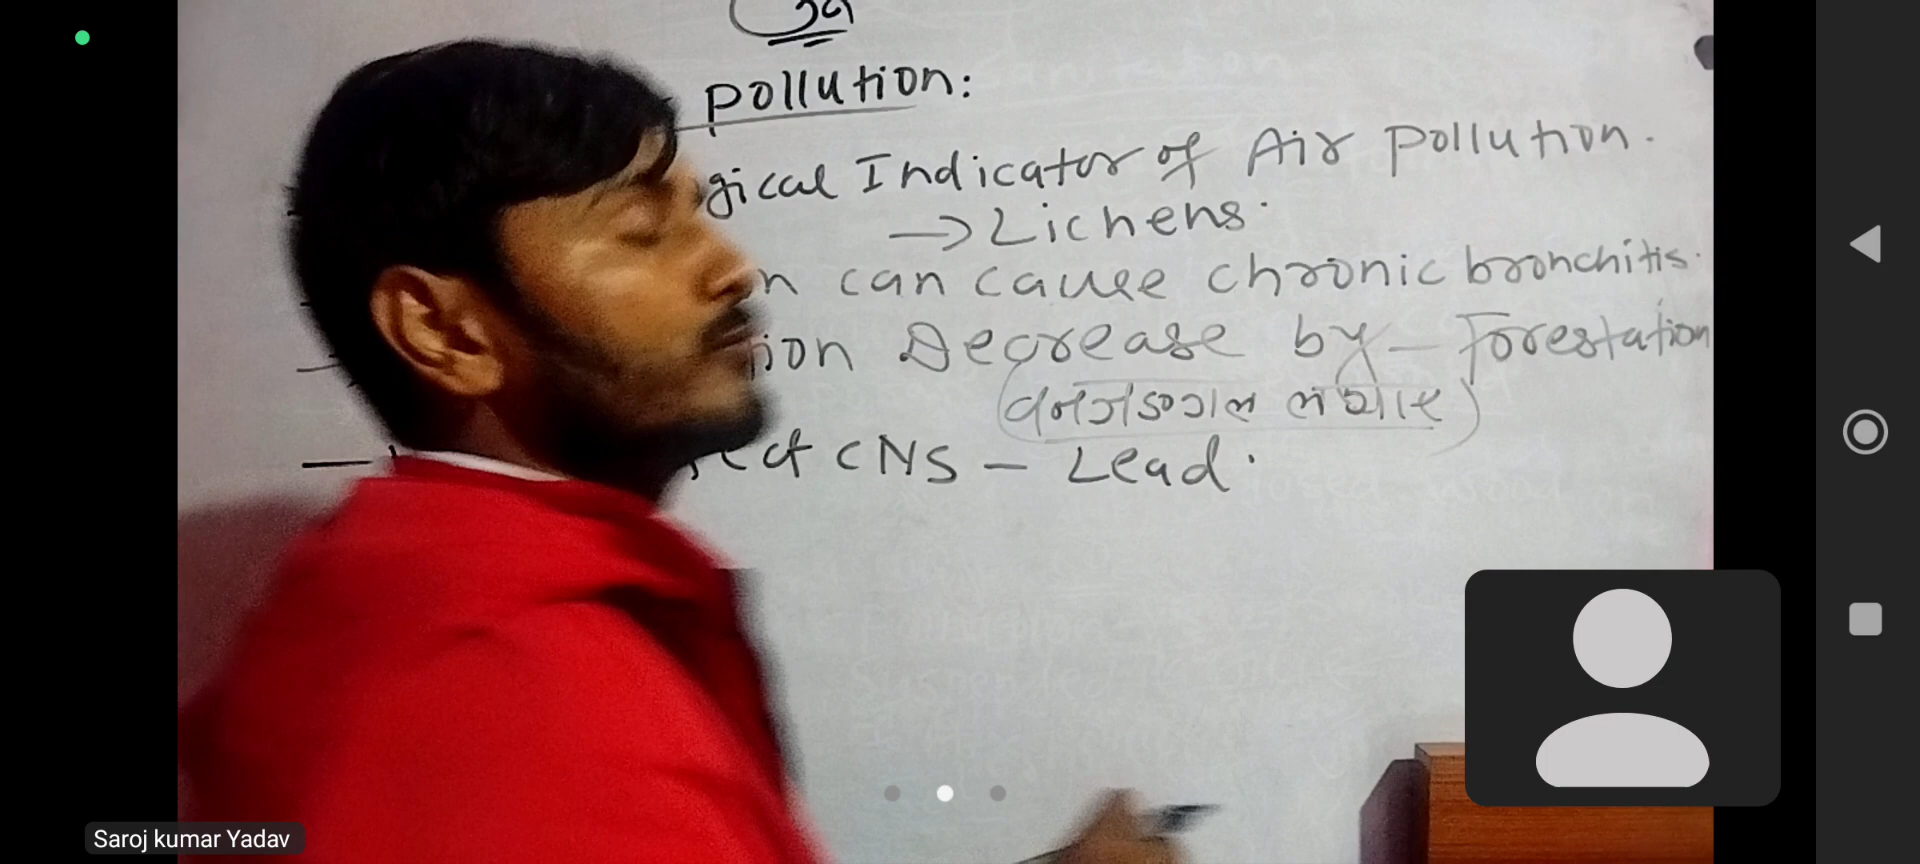 Pollution:
gical Indicator of Air Pollution.
→ Lichens.
n can cause chronic bronchitis.
ion Decrease by – Forestation
ect CNS – Lead.
Saroj kumar Yadav